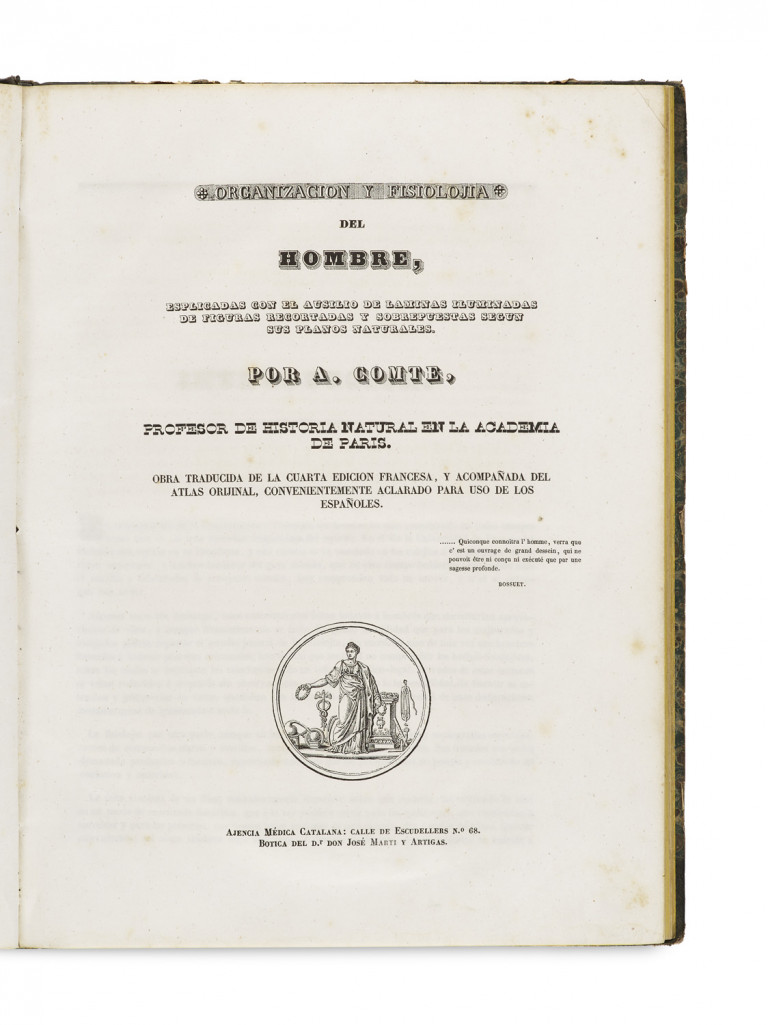 ORGANIZACION Y FISIOLOJIA
DEL
HOMBRE,
ESPLICADAS CON EL AUSILIO DE LAMINAS ILUMINADAS
DE FIGURAS RECORTADAS Y SOBREPUESTAS SEGUN
SUS PLANOS NATURALES.
POR A. COMTE,
PROFESOR DE HISTORIA NATURAL EN LA ACADEMIA
DE PARIS.
OBRA TRADUCIDA DE LA CUARTA EDICION FRANCESA, Y ACOMPAÑADA DEL
ATLAS ORIJINAL, CONVENIENTEMENTE ACLARADO PARA USO DE LOS
ESPAÑOLES.
....... Quiconque connoitra l' homme, verra que
c' est un ouvrage de grand dessein, qui ne
pouvoit être ni conçu ni exécuté que par une
sagesse profonde.
BOSSUET.
AJENCIA MÉDICA CATALANA: CALLE DE ESCUDELLERS N.º 68.
BOTICA DEL D.r DON JOSÉ MARTI Y ARTIGAS.